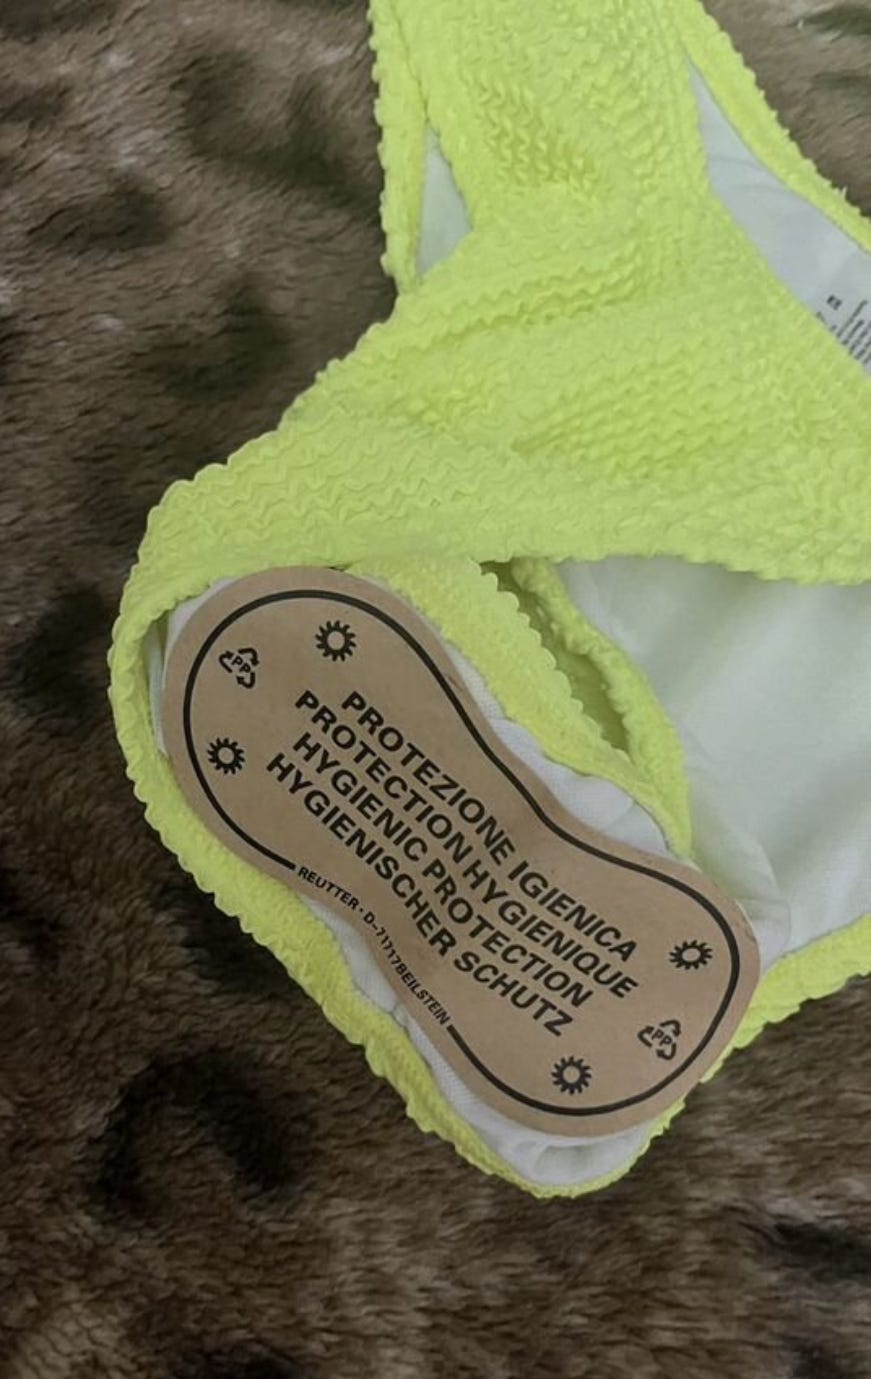 PP
PROTEZIONE IGIENICA
PROTECTION HYGIENIQUE
HYGIENIC PROTECTION
HYGIENISCHER SCHUTZ
REUTTER · D-71717BEILSTEIN
PP